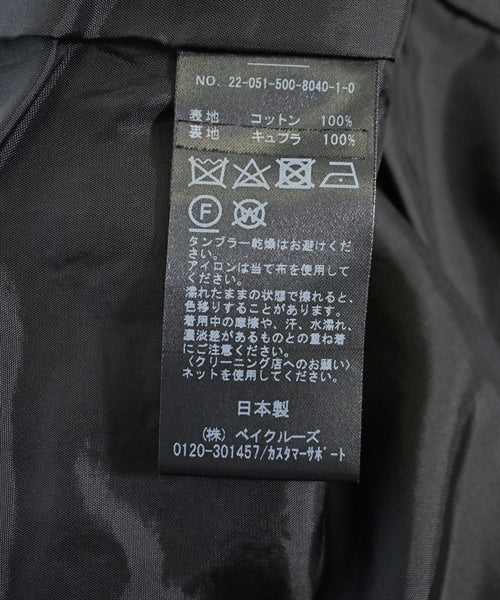 NO. 22-051-500-8040-1-0
表地 コットン 100%
裏地 キュプラ 100%
F W
タンブラー乾燥はお避けくだ
さい。
アイロンは当て布を使用して
ください。
濡れたままの状態で擦れると、
色移りすることがあります。
着用中の摩擦や、汗、水濡れ、
濃淡差があるものとの重ね着
にご注意ください。
〈クリーニング店へのお願い〉
ネットを使用してください。
日本製
(株) ベイクルーズ
0120-301457/カスタマーサポート